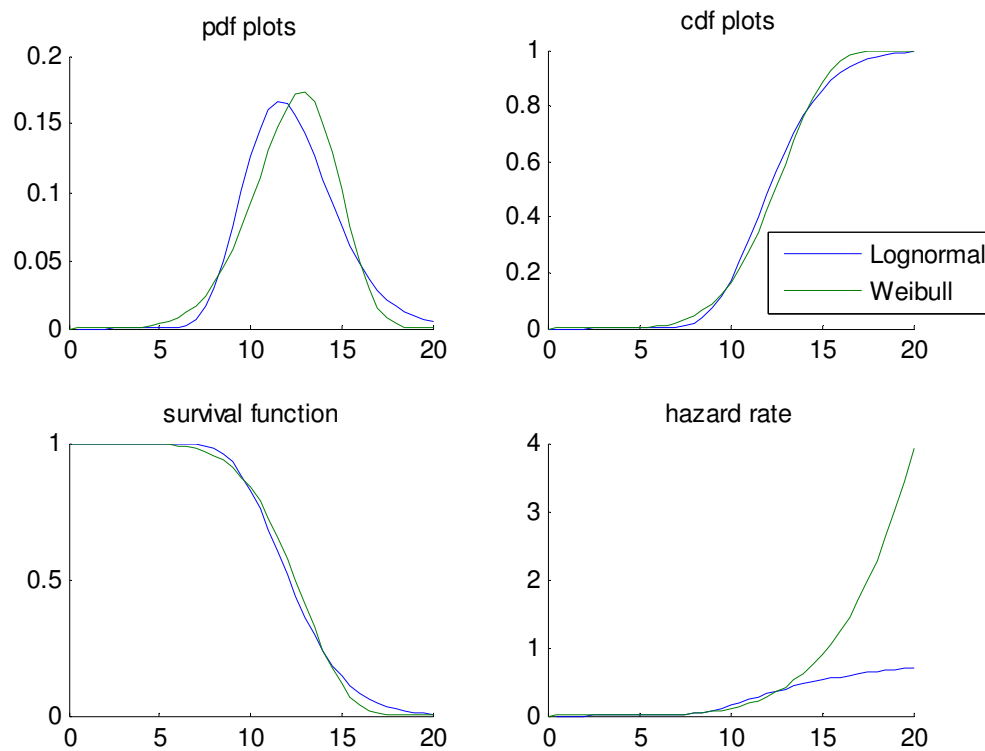 pdf plots
0.2
0.15
0.1
0.05
0
0 5 10 15 20
cdf plots
1
0.8
0.6
0.4
0.2
0
0 5 10 15 20
Lognormal
Weibull
survival function
1
0.5
0
0 5 10 15 20
hazard rate
4
3
2
1
0
0 5 10 15 20